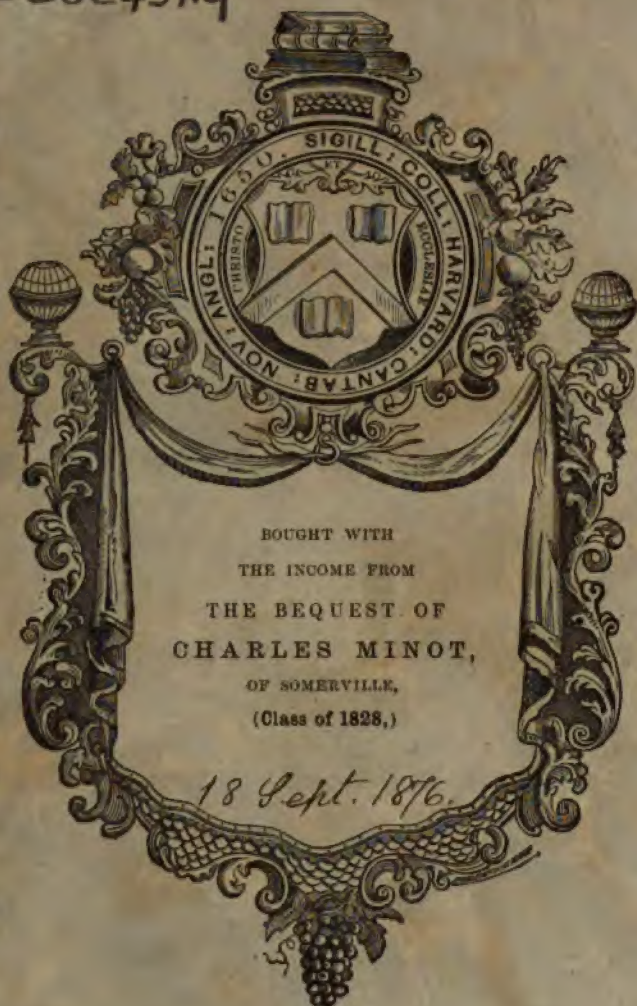 SIGILL: COLL: HARVARD: CANTAB: NOV: ANGL: 1650.
ET
CHRISTO
ECCLESIAE
BOUGHT WITH
THE INCOME FROM
THE BEQUEST OF
CHARLES MINOT,
OF SOMERVILLE,
(Class of 1828,)
18 Sept. 1876.